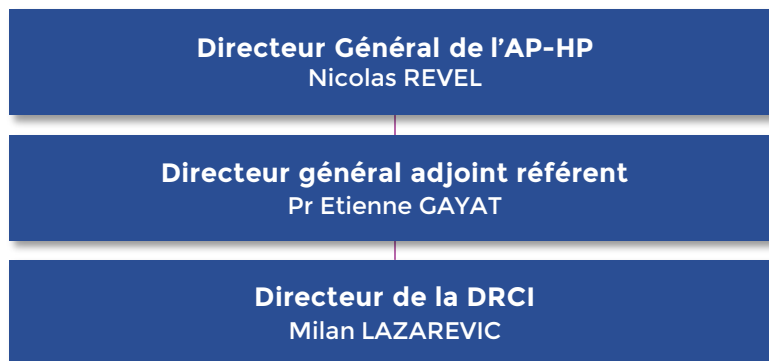 Directeur Général de l'AP-HP
Nicolas REVEL
Directeur général adjoint référent
Pr Etienne GAYAT
Directeur de la DRCI
Milan LAZAREVIC